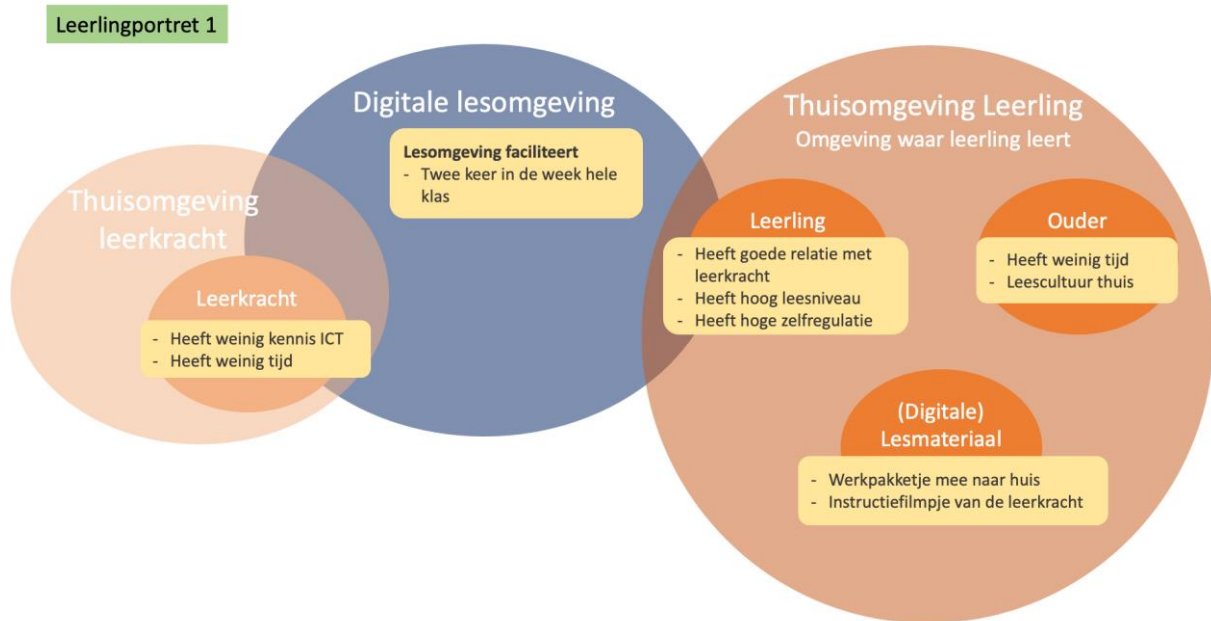 Leerlingportret 1
Digitale lesomgeving
Lesomgeving faciliteert
- Twee keer in de week hele
klas
Thuisomgeving
leerkracht
Leerkracht
- Heeft weinig kennis ICT
- Heeft weinig tijd
Thuisomgeving Leerling
Omgeving waar leerling leert
Leerling
- Heeft goede relatie met
leerkracht
- Heeft hoog leesniveau
- Heeft hoge zelfregulatie
Ouder
- Heeft weinig tijd
- Leescultuur thuis
(Digitale)
Lesmateriaal
- Werkpakketje mee naar huis
- Instructiefilmpje van de leerkracht